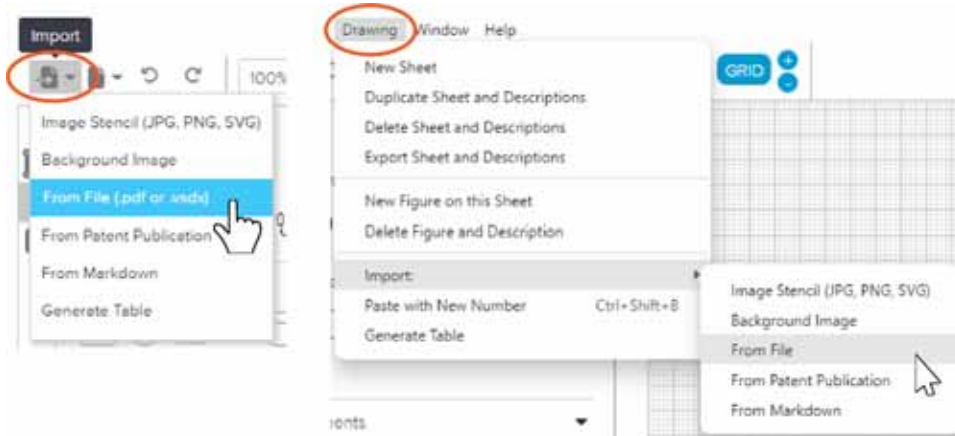 Import
100%
Image Stencil (JPG, PNG, SVG)
Background Image
From File (.pdf or .vsdx)
From Patent Publication
From Markdown
Generate Table
Drawing Window Help
New Sheet
Duplicate Sheet and Descriptions
Delete Sheet and Descriptions
Export Sheet and Descriptions
New Figure on this Sheet
Delete Figure and Description
Import:
Paste with New Number Ctrl+Shift+B
Generate Table
GRID
Image Stencil (JPG, PNG, SVG)
Background Image
From File
From Patent Publication
From Markdown